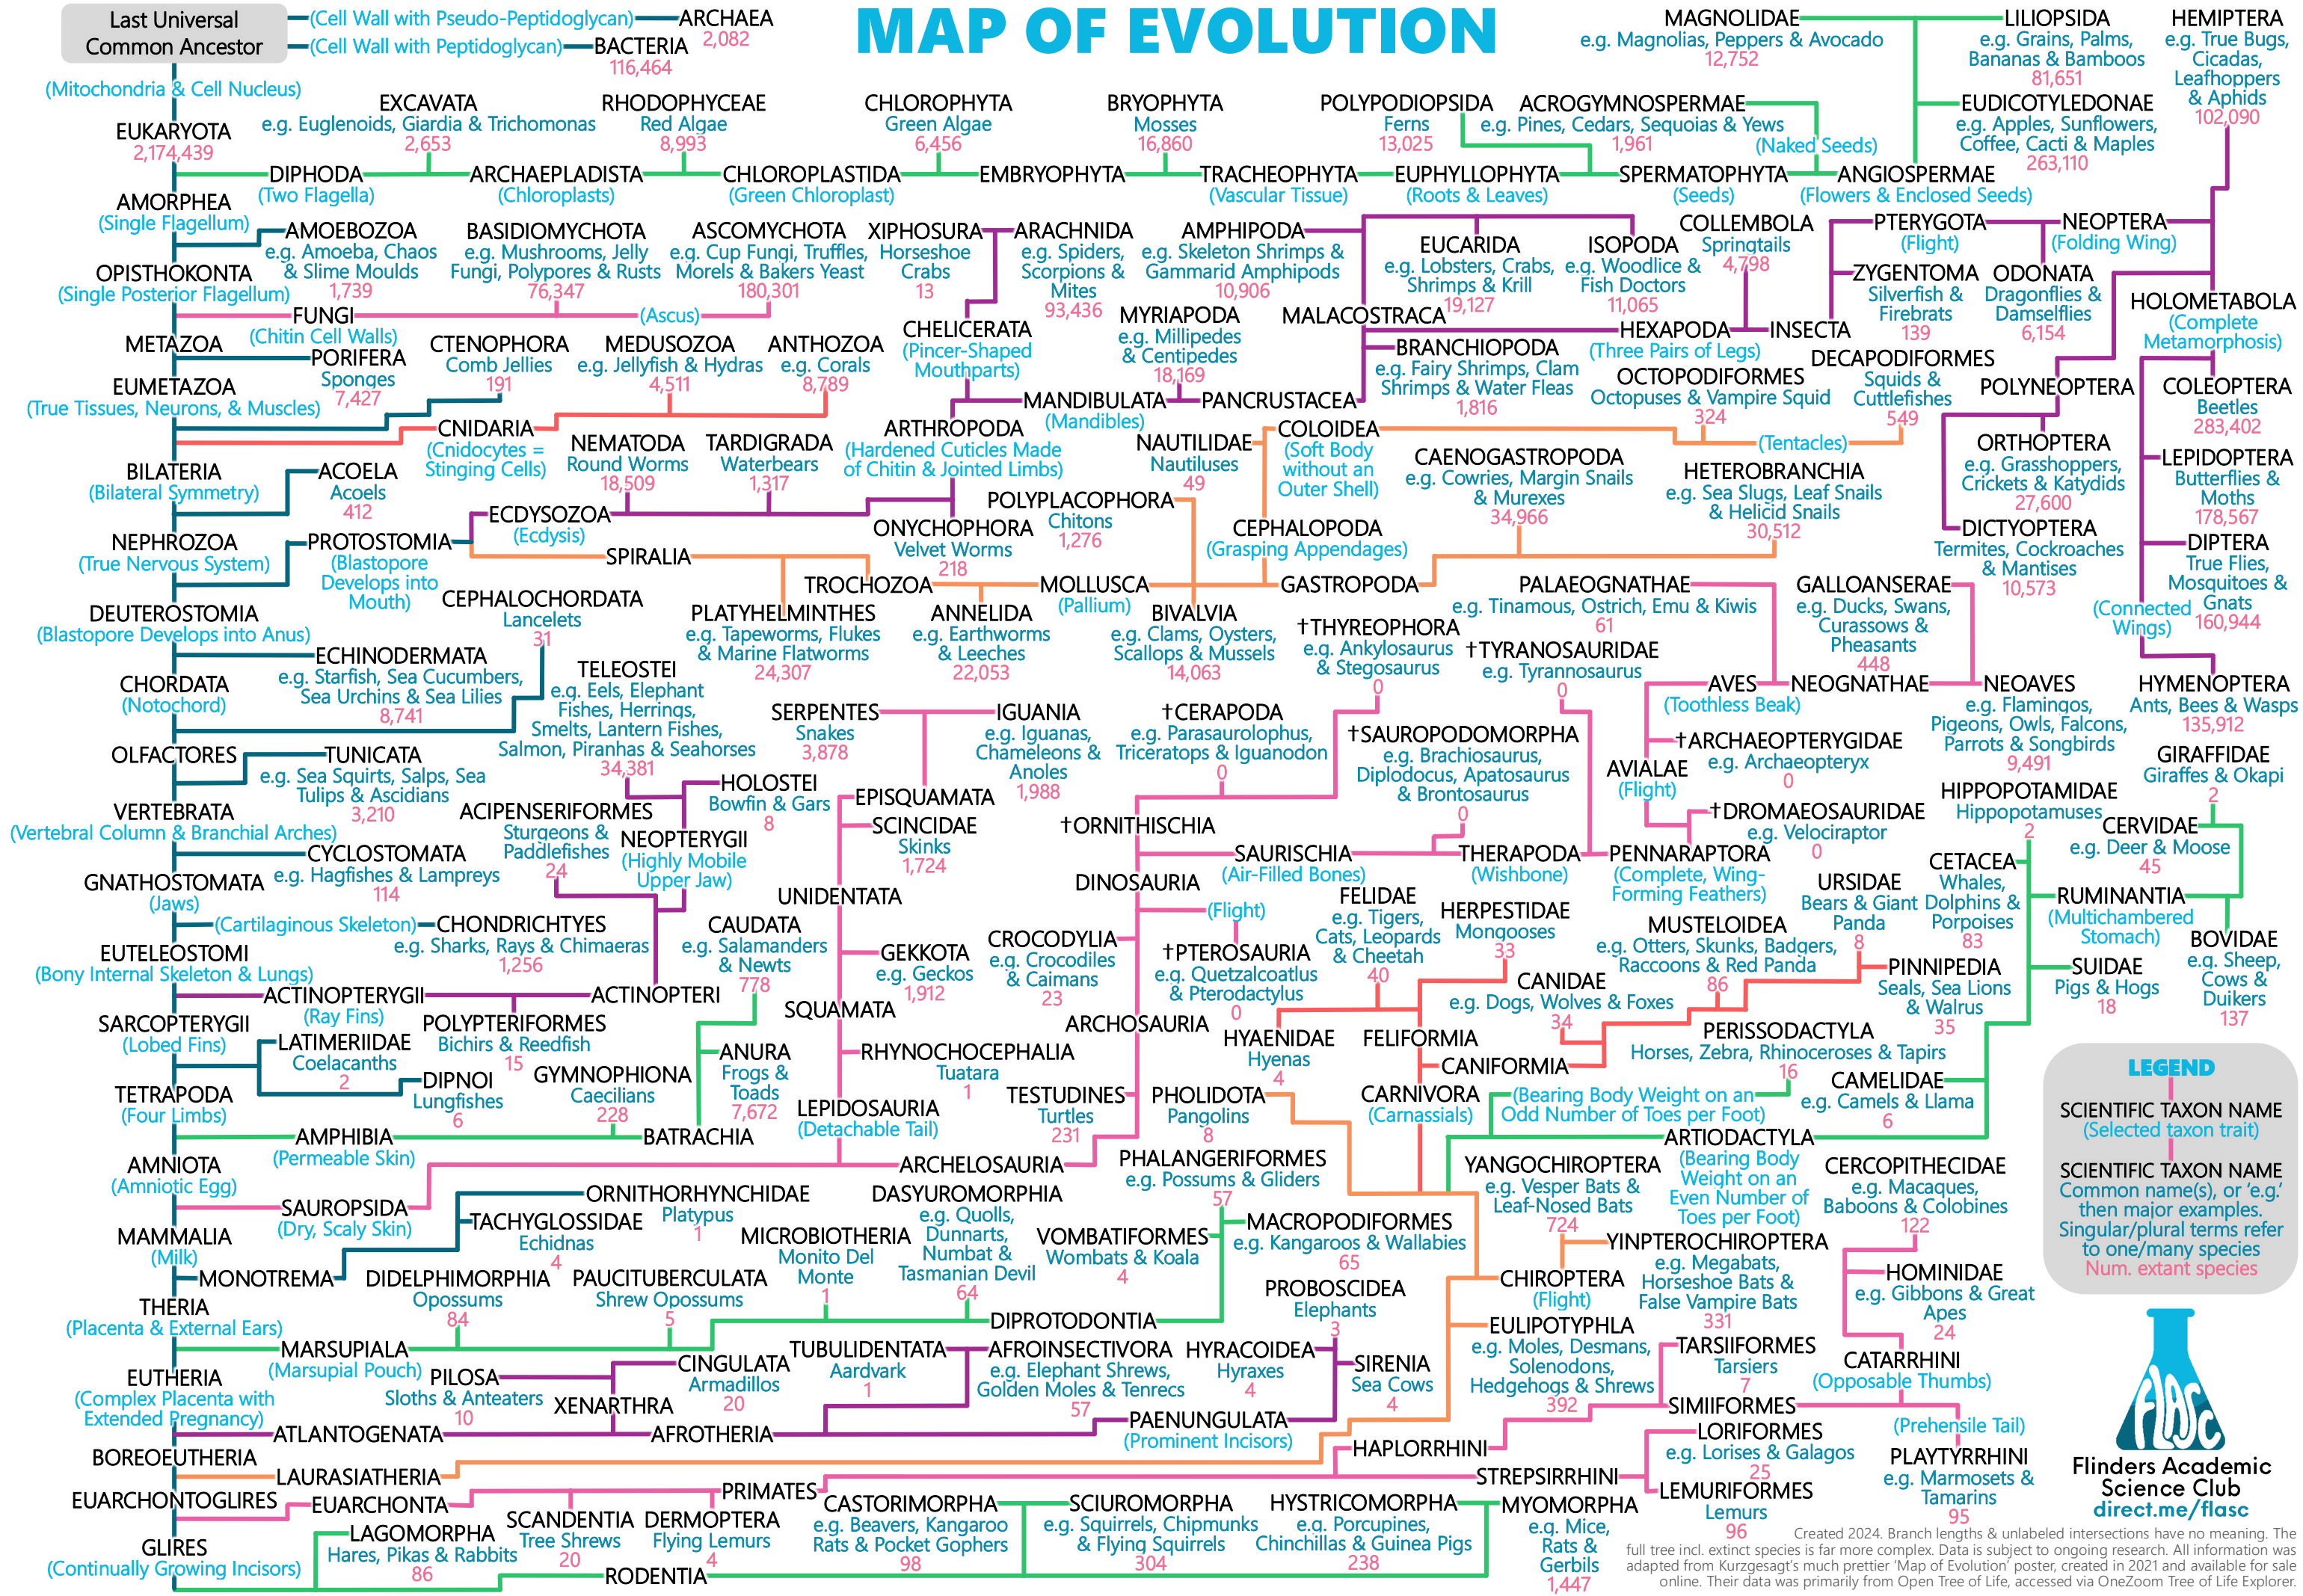 MAP OF EVOLUTION
Last Universal
Common Ancestor
(Cell Wall with Pseudo-Peptidoglycan)
ARCHAEA
2,082
(Cell Wall with Peptidoglycan)
BACTERIA
116,464
(Mitochondria & Cell Nucleus)
EUKARYOTA
2,174,439
EXCAVATA
e.g. Euglenoids, Giardia & Trichomonas
2,653
RHODOPHYCEAE
Red Algae
8,993
CHLOROPHYTA
Green Algae
6,456
BRYOPHYTA
Mosses
16,860
POLYPODIOPSIDA
Ferns
13,025
ACROGYMNOSPERMAE
e.g. Pines, Cedars, Sequoias & Yews
1,961
(Naked Seeds)
MAGNOLIDAE
e.g. Magnolias, Peppers & Avocado
12,752
LILIOPSIDA
e.g. Grains, Palms,
Bananas & Bamboos
81,651
EUDICOTYLEDONAE
e.g. Apples, Sunflowers,
Coffee, Cacti & Maples
263,110
HEMIPTERA
e.g. True Bugs,
Cicadas,
Leafhoppers
& Aphids
102,090
DIPHODA
(Two Flagella)
ARCHAEPLADISTA
(Chloroplasts)
CHLOROPLASTIDA
(Green Chloroplast)
EMBRYOPHYTA
TRACHEOPHYTA
(Vascular Tissue)
EUPHYLLOPHYTA
(Roots & Leaves)
SPERMATOPHYTA
(Seeds)
ANGIOSPERMAE
(Flowers & Enclosed Seeds)
AMORPHEA
(Single Flagellum)
AMOEBOZOA
e.g. Amoeba, Chaos
& Slime Moulds
1,739
BASIDIOMYCHOTA
e.g. Mushrooms, Jelly
Fungi, Polypores & Rusts
76,347
ASCOMYCHOTA
e.g. Cup Fungi, Truffles,
Morels & Bakers Yeast
180,301
XIPHOSURA
Horseshoe
Crabs
13
ARACHNIDA
e.g. Spiders,
Scorpions &
Mites
93,436
AMPHIPODA
e.g. Skeleton Shrimps &
Gammarid Amphipods
10,906
EUCARIDA
e.g. Lobsters, Crabs,
Shrimps & Krill
19,127
ISOPODA
e.g. Woodlice &
Fish Doctors
11,065
COLLEMBOLA
Springtails
4,798
PTERYGOTA
(Flight)
NEOPTERA
(Folding Wing)
ZYGENTOMA
Silverfish &
Firebrats
139
ODONATA
Dragonflies &
Damselflies
6,154
HOLOMETABOLA
(Complete
Metamorphosis)
OPISTHOKONTA
(Single Posterior Flagellum)
FUNGI
(Chitin Cell Walls)
(Ascus)
METAZOA
PORIFERA
Sponges
7,427
CTENOPHORA
Comb Jellies
191
MEDUSOZOA
e.g. Jellyfish & Hydras
4,511
ANTHOZOA
e.g. Corals
8,789
CHELICERATA
(Pincer-Shaped
Mouthparts)
MYRIAPODA
e.g. Millipedes
& Centipedes
18,169
MALACOSTRACA
BRANCHIOPODA
e.g. Fairy Shrimps, Clam
Shrimps & Water Fleas
1,816
HEXAPODA
(Three Pairs of Legs)
INSECTA
OCTOPODIFORMES
Octopuses & Vampire Squid
324
DECAPODIFORMES
Squids &
Cuttlefishes
549
POLYNEOPTERA
COLEOPTERA
Beetles
283,402
EUMETAZOA
(True Tissues, Neurons, & Muscles)
CNIDARIA
(Cnidocytes =
Stinging Cells)
NEMATODA
Round Worms
18,509
TARDIGRADA
Waterbears
1,317
ARTHROPODA
(Hardened Cuticles Made
of Chitin & Jointed Limbs)
MANDIBULATA
(Mandibles)
PANCRUSTACEA
NAUTILIDAE
Nautiluses
49
COLOIDEA
(Soft Body
without an
Outer Shell)
(Tentacles)
CAENOGASTROPODA
e.g. Cowries, Margin Snails
& Murexes
34,966
HETEROBRANCHIA
e.g. Sea Slugs, Leaf Snails
& Helicid Snails
30,512
ORTHOPTERA
e.g. Grasshoppers,
Crickets & Katydids
27,600
LEPIDOPTERA
Butterflies &
Moths
178,567
BILATERIA
(Bilateral Symmetry)
ACOELA
Acoels
412
ECDYSOZOA
(Ecdysis)
ONYCHOPHORA
Velvet Worms
218
POLYPLACOPHORA
Chitons
1,276
CEPHALOPODA
(Grasping Appendages)
DICTYOPTERA
Termites, Cockroaches
& Mantises
10,573
DIPTERA
True Flies,
Mosquitoes &
Gnats
160,944
(Connected
Wings)
NEPHROZOA
(True Nervous System)
PROTOSTOMIA
(Blastopore
Develops into
Mouth)
SPIRALIA
TROCHOZOA
MOLLUSCA
(Pallium)
GASTROPODA
PLATYHELMINTHES
e.g. Tapeworms, Flukes
& Marine Flatworms
24,307
ANNELIDA
e.g. Earthworms
& Leeches
22,053
BIVALVIA
e.g. Clams, Oysters,
Scallops & Mussels
14,063
†THYREOPHORA
e.g. Ankylosaurus
& Stegosaurus
0
†TYRANOSAURIDAE
e.g. Tyrannosaurus
0
PALAEOGNATHAE
e.g. Tinamous, Ostrich, Emu & Kiwis
61
GALLOANSERAE
e.g. Ducks, Swans,
Curassows &
Pheasants
448
DEUTEROSTOMIA
(Blastopore Develops into Anus)
CEPHALOCHORDATA
Lancelets
31
ECHINODERMATA
e.g. Starfish, Sea Cucumbers,
Sea Urchins & Sea Lilies
8,741
CHORDATA
(Notochord)
TELEOSTEI
e.g. Eels, Elephant
Fishes, Herrings,
Smelts, Lantern Fishes,
Salmon, Piranhas & Seahorses
34,381
SERPENTES
Snakes
3,878
IGUANIA
e.g. Iguanas,
Chameleons &
Anoles
1,988
†CERAPODA
e.g. Parasaurolophus,
Triceratops & Iguanodon
0
†SAUROPODOMORPHA
e.g. Brachiosaurus,
Diplodocus, Apatosaurus
& Brontosaurus
0
AVES
(Toothless Beak)
NEOGNATHAE
NEOAVES
e.g. Flamingos,
Pigeons, Owls, Falcons,
Parrots & Songbirds
9,491
HYMENOPTERA
Ants, Bees & Wasps
135,912
†ARCHAEOPTERYGIDAE
e.g. Archaeopteryx
0
AVIALAE
(Flight)
†DROMAEOSAURIDAE
e.g. Velociraptor
0
OLFACTORES
TUNICATA
e.g. Sea Squirts, Salps, Sea
Tulips & Ascidians
3,210
HOLOSTEI
Bowfin & Gars
8
EPISQUAMATA
SCINCIDAE
Skinks
1,724
†ORNITHISCHIA
SAURISCHIA
(Air-Filled Bones)
THERAPODA
(Wishbone)
PENNARAPTORA
(Complete, Wing-
Forming Feathers)
HIPPOPOTAMIDAE
Hippopotamuses
2
GIRAFFIDAE
Giraffes & Okapi
2
CERVIDAE
e.g. Deer & Moose
45
VERTEBRATA
(Vertebral Column & Branchial Arches)
CYCLOSTOMATA
e.g. Hagfishes & Lampreys
114
ACIPENSERIFORMES
Sturgeons &
Paddlefishes
24
NEOPTERYGII
(Highly Mobile
Upper Jaw)
UNIDENTATA
DINOSAURIA
(Flight)
†PTEROSAURIA
e.g. Quetzalcoatlus
& Pterodactylus
0
FELIDAE
e.g. Tigers,
Cats, Leopards
& Cheetah
40
HERPESTIDAE
Mongooses
33
MUSTELOIDEA
e.g. Otters, Skunks, Badgers,
Raccoons & Red Panda
86
URSIDAE
Bears & Giant
Panda
8
CETACEA
Whales,
Dolphins &
Porpoises
83
RUMINANTIA
(Multichambered
Stomach)
BOVIDAE
e.g. Sheep,
Cows &
Duikers
137
GNATHOSTOMATA
(Jaws)
(Cartilaginous Skeleton)
CHONDRICHTYES
e.g. Sharks, Rays & Chimaeras
1,256
CAUDATA
e.g. Salamanders
& Newts
778
GEKKOTA
e.g. Geckos
1,912
CROCODYLIA
e.g. Crocodiles
& Caimans
23
CANIDAE
e.g. Dogs, Wolves & Foxes
34
PINNIPEDIA
Seals, Sea Lions
& Walrus
35
SUIDAE
Pigs & Hogs
18
EUTELEOSTOMI
(Bony Internal Skeleton & Lungs)
ACTINOPTERYGII
(Ray Fins)
ACTINOPTERI
POLYPTERIFORMES
Bichirs & Reedfish
15
SQUAMATA
ARCHOSAURIA
HYAENIDAE
Hyenas
4
FELIFORMIA
CANIFORMIA
PERISSODACTYLA
Horses, Zebra, Rhinoceroses & Tapirs
16
SARCOPTERYGII
(Lobed Fins)
LATIMERIIDAE
Coelacanths
2
DIPNOI
Lungfishes
6
GYMNOPHIONA
Caecilians
228
ANURA
Frogs &
Toads
7,672
RHYNOCHOCEPHALIA
Tuatara
1
LEPIDOSAURIA
(Detachable Tail)
TESTUDINES
Turtles
231
PHOLIDOTA
Pangolins
8
CARNIVORA
(Carnassials)
(Bearing Body Weight on an
Odd Number of Toes per Foot)
CAMELIDAE
e.g. Camels & Llama
6
TETRAPODA
(Four Limbs)
AMPHIBIA
(Permeable Skin)
BATRACHIA
ARCHELOSAURIA
ARTIODACTYLA
(Bearing Body
Weight on an
Even Number of
Toes per Foot)
AMNIOTA
(Amniotic Egg)
SAUROPSIDA
(Dry, Scaly Skin)
ORNITHORHYNCHIDAE
Platypus
1
TACHYGLOSSIDAE
Echidnas
4
DASYUROMORPHIA
e.g. Quolls,
Dunnarts,
Numbat &
Tasmanian Devil
64
PHALANGERIFORMES
e.g. Possums & Gliders
57
YANGOCHIROPTERA
e.g. Vesper Bats &
Leaf-Nosed Bats
724
CERCOPITHECIDAE
e.g. Macaques,
Baboons & Colobines
122
MAMMALIA
(Milk)
MONOTREMA
MICROBIOTHERIA
Monito Del
Monte
1
VOMBATIFORMES
Wombats & Koala
4
MACROPODIFORMES
e.g. Kangaroos & Wallabies
65
YINPTEROCHIROPTERA
e.g. Megabats,
Horseshoe Bats &
False Vampire Bats
331
HOMINIDAE
e.g. Gibbons & Great
Apes
24
DIDELPHIMORPHIA
Opossums
84
PAUCITUBERCULATA
Shrew Opossums
5
DIPROTODONTIA
PROBOSCIDEA
Elephants
3
CHIROPTERA
(Flight)
THERIA
(Placenta & External Ears)
MARSUPIALA
(Marsupial Pouch)
EULIPOTYPHLA
e.g. Moles, Desmans,
Solenodons,
Hedgehogs & Shrews
392
TARSIIFORMES
Tarsiers
7
CATARRHINI
(Opposable Thumbs)
EUTHERIA
(Complex Placenta with
Extended Pregnancy)
PILOSA
Sloths & Anteaters
10
CINGULATA
Armadillos
20
XENARTHRA
TUBULIDENTATA
Aardvark
1
AFROINSECTIVORA
e.g. Elephant Shrews,
Golden Moles & Tenrecs
57
HYRACOIDEA
Hyraxes
4
SIRENIA
Sea Cows
4
SIMIIFORMES
(Prehensile Tail)
PLAYTYRRHINI
e.g. Marmosets &
Tamarins
95
ATLANTOGENATA
AFROTHERIA
PAENUNGULATA
(Prominent Incisors)
HAPLORRHINI
LORIFORMES
e.g. Lorises & Galagos
25
BOREOEUTHERIA
LAURASIATHERIA
STREPSIRRHINI
LEMURIFORMES
Lemurs
96
EUARCHONTOGLIRES
EUARCHONTA
PRIMATES
SCANDENTIA
Tree Shrews
20
DERMOPTERA
Flying Lemurs
4
CASTORIMORPHA
e.g. Beavers, Kangaroo
Rats & Pocket Gophers
98
SCIUROMORPHA
e.g. Squirrels, Chipmunks
& Flying Squirrels
304
HYSTRICOMORPHA
e.g. Porcupines,
Chinchillas & Guinea Pigs
238
MYOMORPHA
e.g. Mice,
Rats &
Gerbils
1,447
GLIRES
(Continually Growing Incisors)
LAGOMORPHA
Hares, Pikas & Rabbits
86
RODENTIA
LEGEND
SCIENTIFIC TAXON NAME
(Selected taxon trait)
SCIENTIFIC TAXON NAME
Common name(s), or ‘e.g.’
then major examples.
Singular/plural terms refer
to one/many species
Num. extant species
FLASC
Flinders Academic
Science Club
direct.me/flasc
Created 2024. Branch lengths & unlabeled intersections have no meaning. The
full tree incl. extinct species is far more complex. Data is subject to ongoing research. All information was
adapted from Kurzgesagt’s much prettier ‘Map of Evolution’ poster, created in 2021 and available for sale
online. Their data was primarily from Open Tree of Life, accessed via OneZoom Tree of Life Explorer.